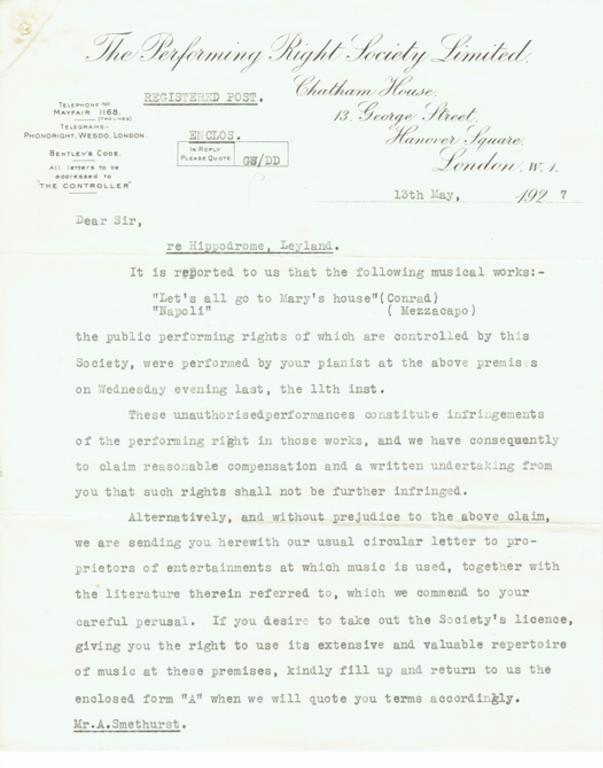 The Performing Right Society Limited.
Chatham House,
13, George Street,
Hanover Square,
London, W.1.
TELEPHONE Nº
MAYFAIR 1168.
(TWO LINES)
TELEGRAMS-
PHONORIGHT, WESDO, LONDON.
BENTLEY'S CODE.
All letters to be
addressed to
"THE CONTROLLER"
REGISTERED POST.
ENCLOS.
IN REPLY
PLEASE QUOTE
GW/DD
13th May, 1927
Dear Sir,
re Hippodrome, Leyland.
It is reported to us that the following musical works:-
"Let's all go to Mary's house"(Conrad)
"Napoli" ( Mezzacapo)
the public performing rights of which are controlled by this
Society, were performed by your pianist at the above premises
on Wednesday evening last, the 11th inst.
These unauthorisedperformances constitute infringements
of the performing right in those works, and we have consequently
to claim reasonable compensation and a written undertaking from
you that such rights shall not be further infringed.
Alternatively, and without prejudice to the above claim,
we are sending you herewith our usual circular letter to pro-
prietors of entertainments at which music is used, together with
the literature therein referred to, which we commend to your
careful perusal. If you desire to take out the Society's licence,
giving you the right to use its extensive and valuable repertoire
of music at these premises, kindly fill up and return to us the
enclosed form "A" when we will quote you terms accordingly.
Mr.A.Smethurst.